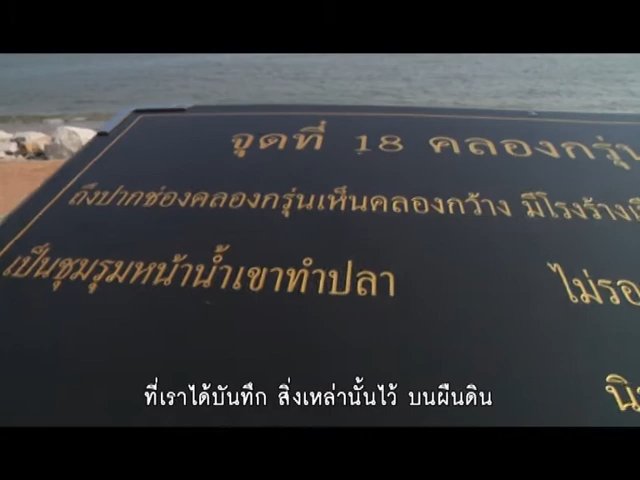 จุดที่ 18 คลองกรุ่น
ถึงปากช่องคลองกรุ่นเห็นคลองกว้าง มีโรงร้าง
เป็นชุมรุมหน้าน้ำเขาทำปลา ไม่รอ
ที่เราได้บันทึก สิ่งเหล่านั้นไว้ บนผืนดิน